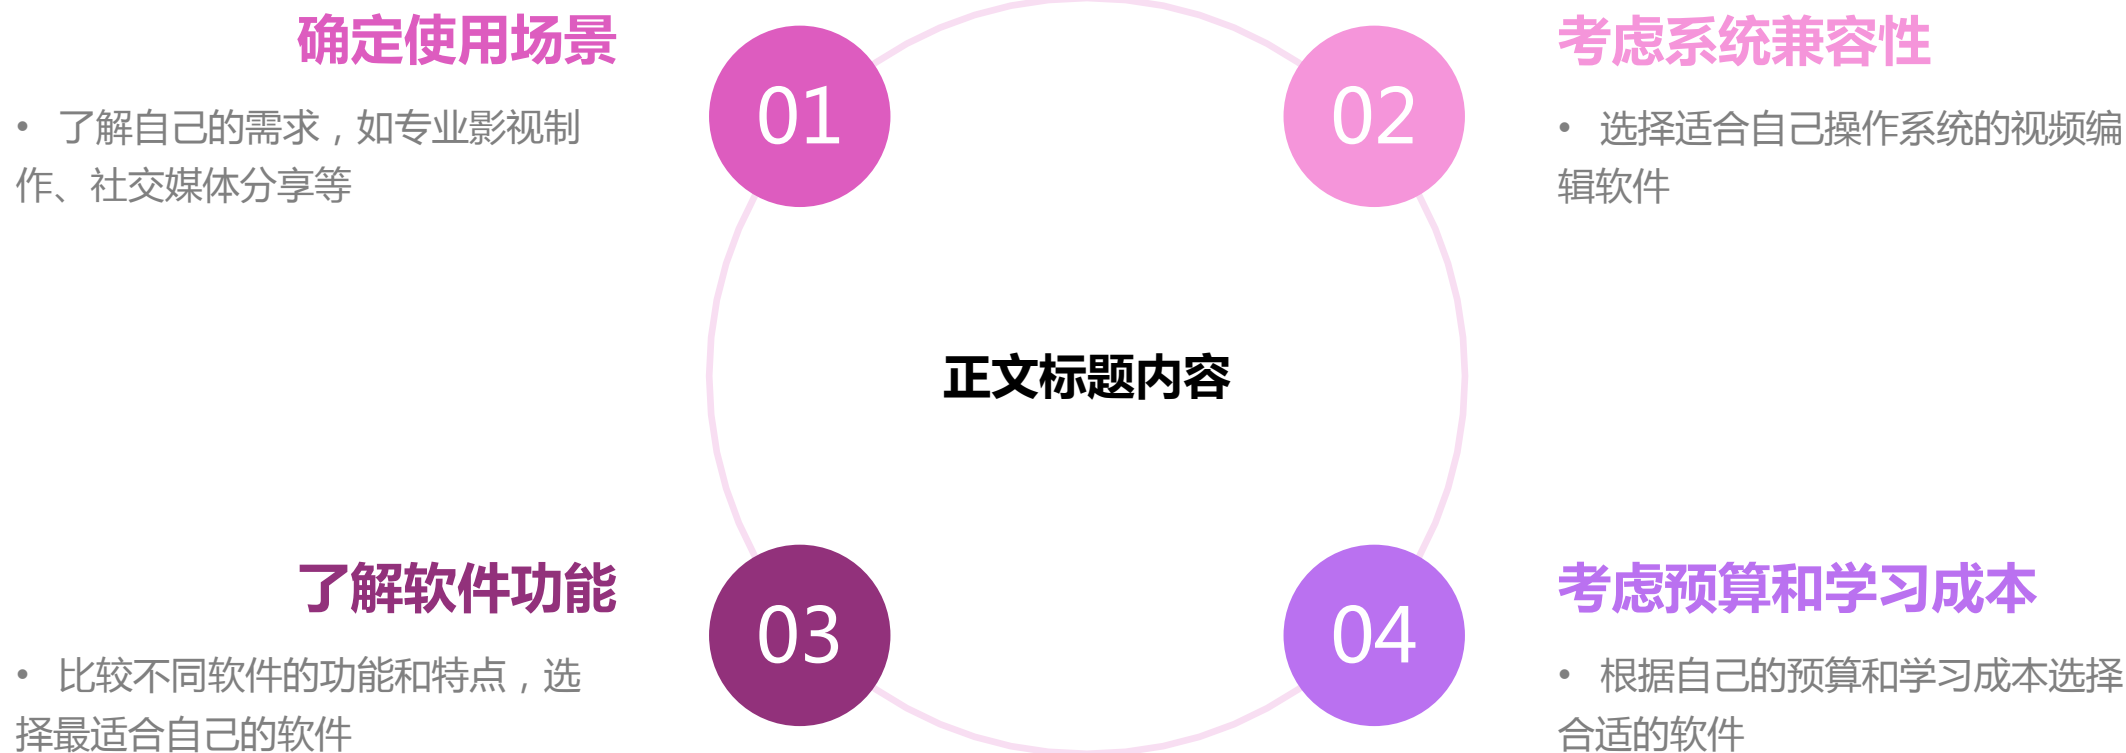 确定使用场景
• 了解自己的需求，如专业影视制
作、社交媒体分享等
01
02
考虑系统兼容性
• 选择适合自己操作系统的视频编
辑软件
正文标题内容
了解软件功能
• 比较不同软件的功能和特点，选
择最适合自己的软件
03
04
考虑预算和学习成本
• 根据自己的预算和学习成本选择
合适的软件